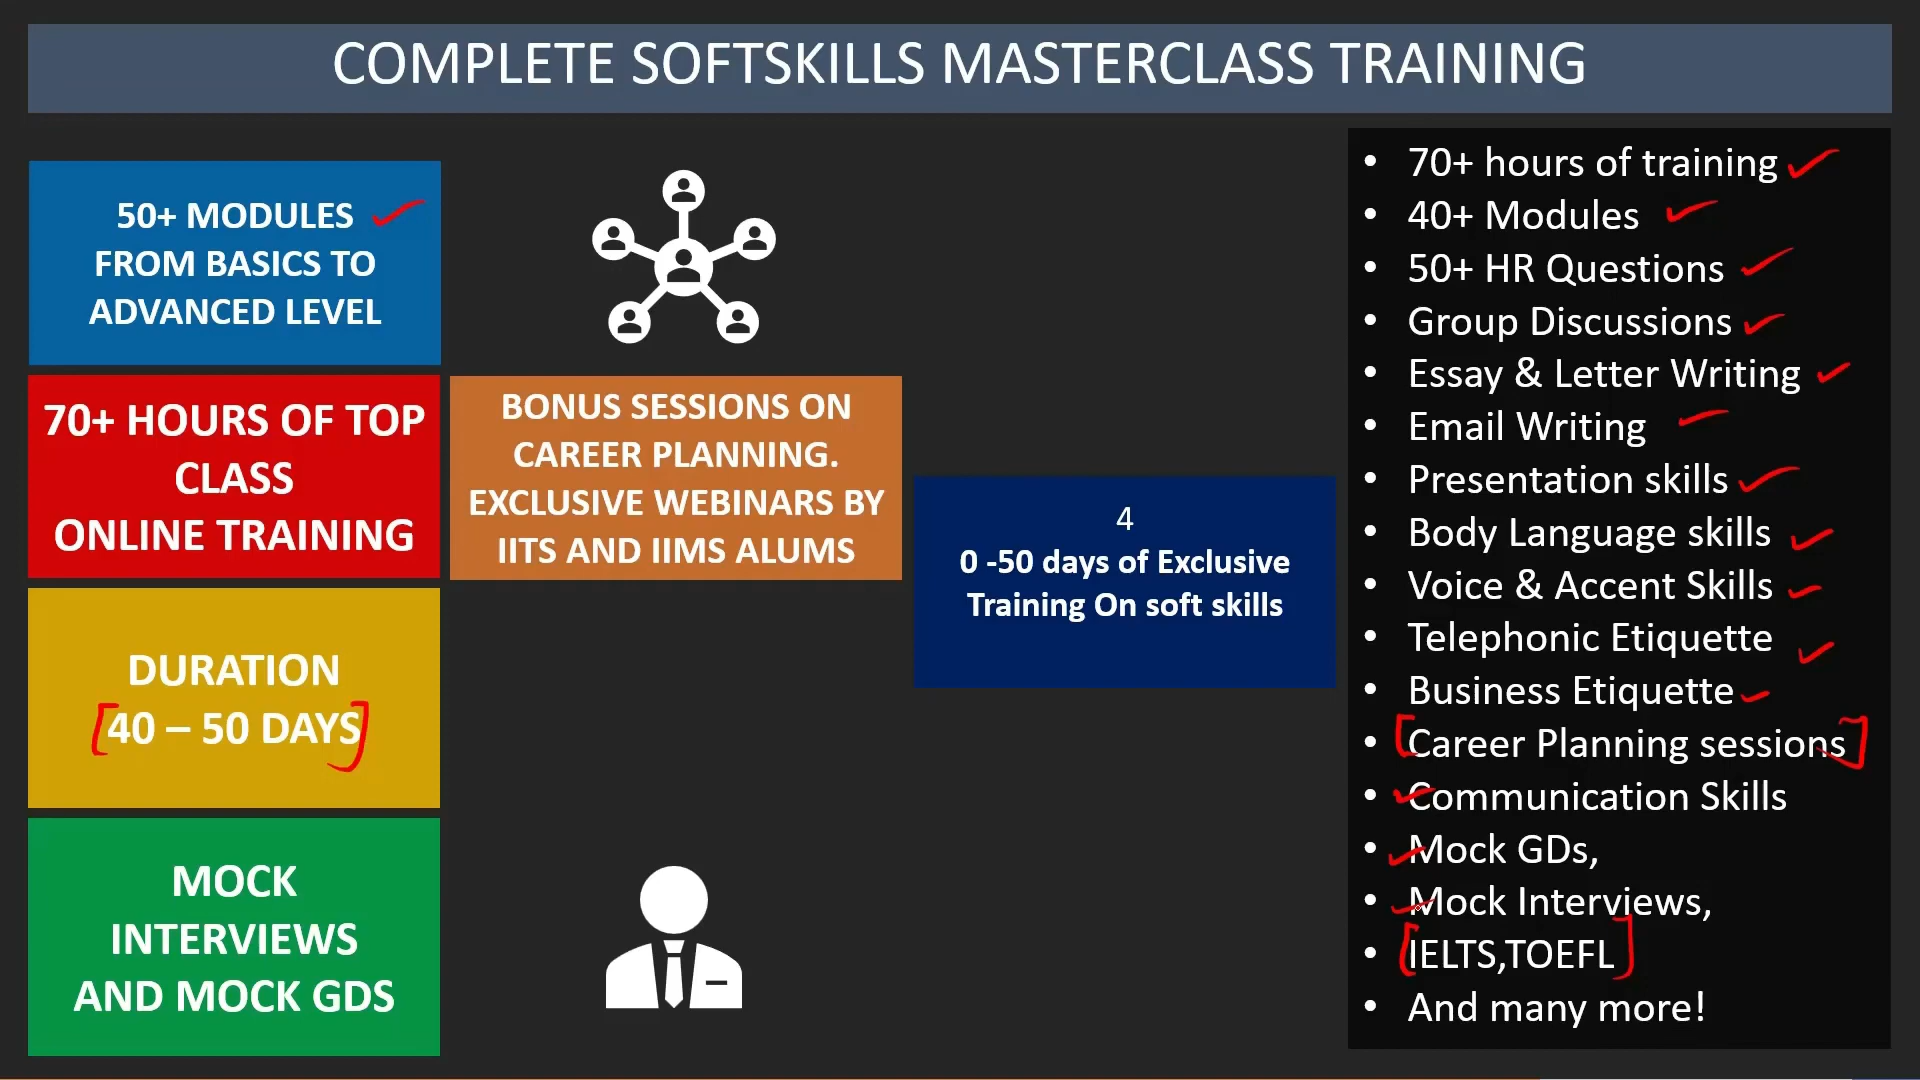 COMPLETE SOFTSKILLS MASTERCLASS TRAINING
50+ MODULES
FROM BASICS TO
ADVANCED LEVEL
70+ HOURS OF TOP
CLASS
ONLINE TRAINING
DURATION
40 – 50 DAYS
MOCK
INTERVIEWS
AND MOCK GDS
BONUS SESSIONS ON
CAREER PLANNING.
EXCLUSIVE WEBINARS BY
IITS AND IIMS ALUMS
4
0 -50 days of Exclusive
Training On soft skills
• 70+ hours of training
• 40+ Modules
• 50+ HR Questions
• Group Discussions
• Essay & Letter Writing
• Email Writing
• Presentation skills
• Body Language skills
• Voice & Accent Skills
• Telephonic Etiquette
• Business Etiquette
• Career Planning sessions
• Communication Skills
• Mock GDs,
• Mock Interviews,
• IELTS,TOEFL
• And many more!